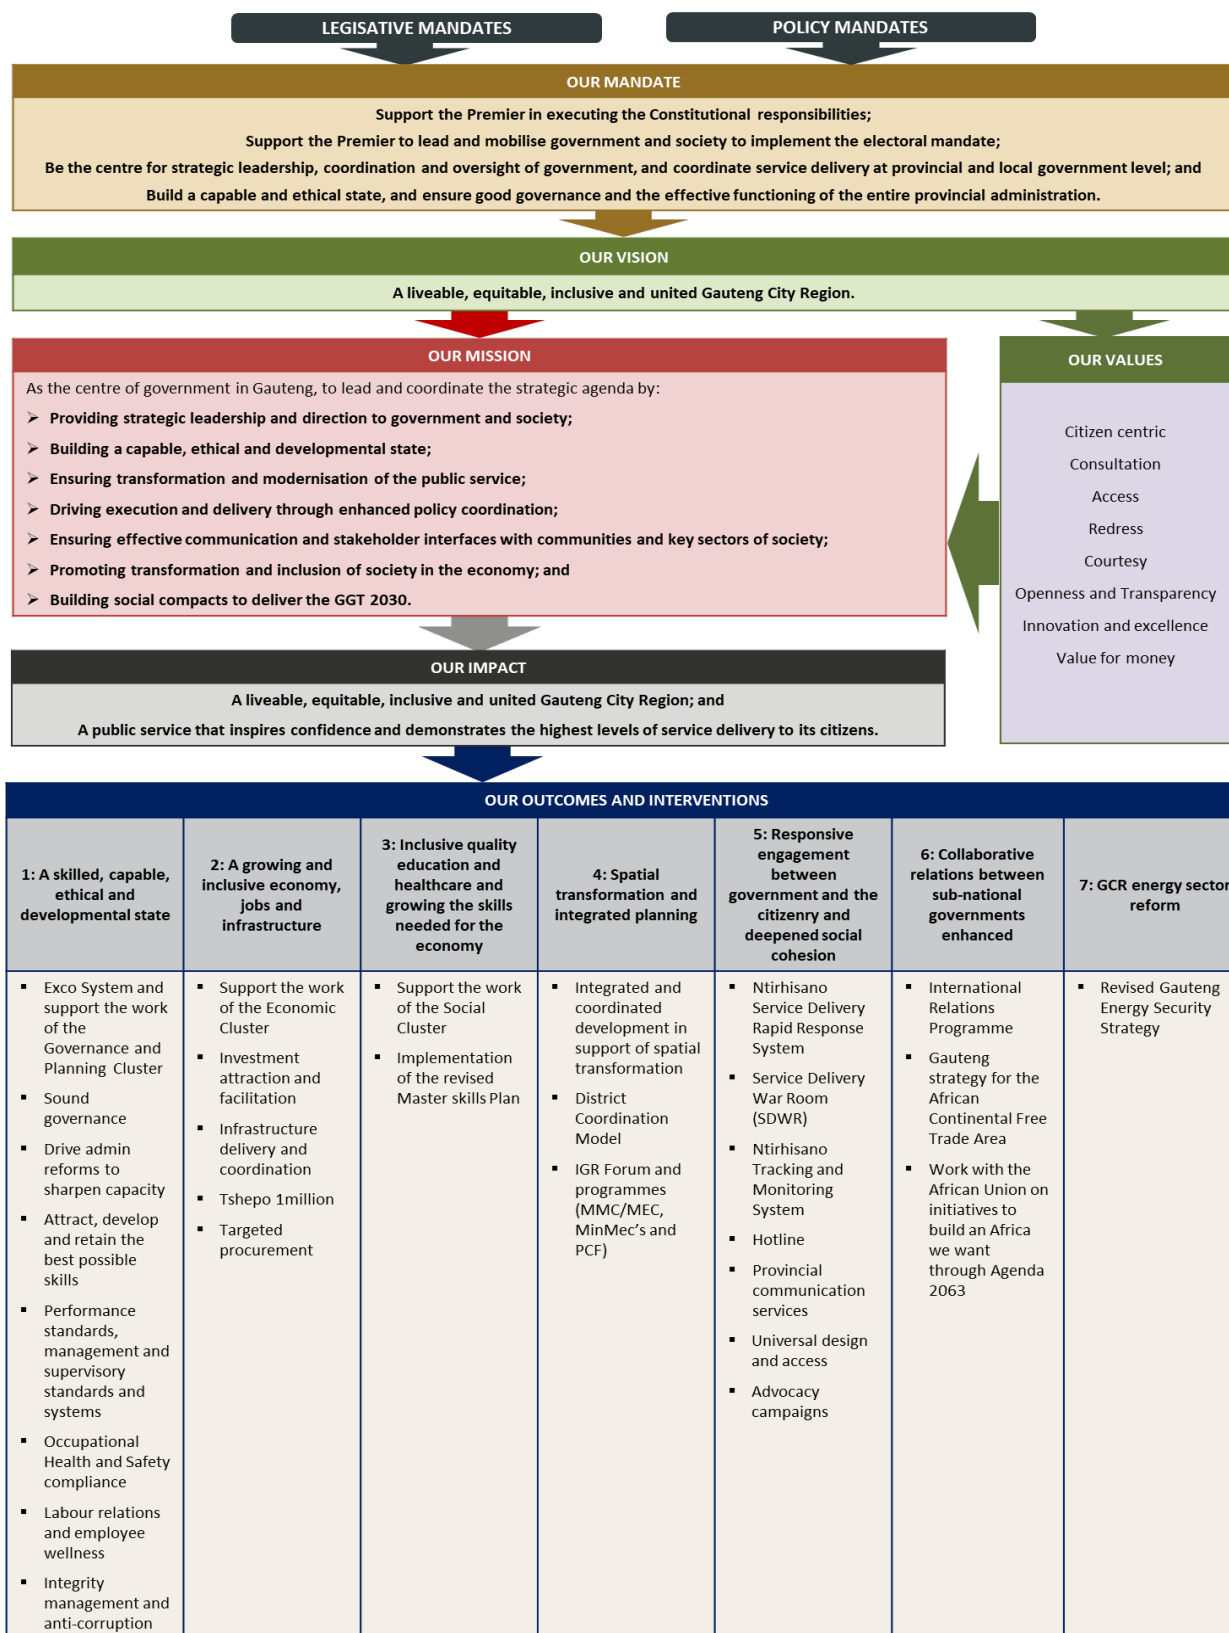 LEGISATIVE MANDATES
POLICY MANDATES
OUR MANDATE
Support the Premier in executing the Constitutional responsibilities;
Support the Premier to lead and mobilise government and society to implement the electoral mandate;
Be the centre for strategic leadership, coordination and oversight of government, and coordinate service delivery at provincial and local government level; and
Build a capable and ethical state, and ensure good governance and the effective functioning of the entire provincial administration.
OUR VISION
A liveable, equitable, inclusive and united Gauteng City Region.
OUR MISSION
As the centre of government in Gauteng, to lead and coordinate the strategic agenda by:
➢ Providing strategic leadership and direction to government and society;
➢ Building a capable, ethical and developmental state;
➢ Ensuring transformation and modernisation of the public service;
➢ Driving execution and delivery through enhanced policy coordination;
➢ Ensuring effective communication and stakeholder interfaces with communities and key sectors of society;
➢ Promoting transformation and inclusion of society in the economy; and
➢ Building social compacts to deliver the GGT 2030.
OUR VALUES
Citizen centric
Consultation
Access
Redress
Courtesy
Openness and Transparency
Innovation and excellence
Value for money
OUR IMPACT
A liveable, equitable, inclusive and united Gauteng City Region; and
A public service that inspires confidence and demonstrates the highest levels of service delivery to its citizens.
OUR OUTCOMES AND INTERVENTIONS
1: A skilled, capable,
ethical and
developmental state
▪ Exco System and
support the work
of the
Governance and
Planning Cluster
▪ Sound
governance
▪ Drive admin
reforms to
sharpen capacity
▪ Attract, develop
and retain the
best possible
skills
▪ Performance
standards,
management and
supervisory
standards and
systems
▪ Occupational
Health and Safety
compliance
▪ Labour relations
and employee
wellness
▪ Integrity
management and
anti-corruption
2: A growing and
inclusive economy,
jobs and
infrastructure
▪ Support the work
of the Economic
Cluster
▪ Investment
attraction and
facilitation
▪ Infrastructure
delivery and
coordination
▪ Tshepo 1million
▪ Targeted
procurement
3: Inclusive quality
education and
healthcare and
growing the skills
needed for the
economy
▪ Support the work
of the Social
Cluster
▪ Implementation
of the revised
Master skills Plan
4: Spatial
transformation and
integrated planning
▪ Integrated and
coordinated
development in
support of spatial
transformation
▪ District
Coordination
Model
▪ IGR Forum and
programmes
(MMC/MEC,
MinMec’s and
PCF)
5: Responsive
engagement
between
government and the
citizenry and
deepened social
cohesion
▪ Ntirhisano
Service Delivery
Rapid Response
System
▪ Service Delivery
War Room
(SDWR)
▪ Ntirhisano
Tracking and
Monitoring
System
▪ Hotline
▪ Provincial
communication
services
▪ Universal design
and access
▪ Advocacy
campaigns
6: Collaborative
relations between
sub-national
governments
enhanced
▪ International
Relations
Programme
▪ Gauteng
strategy for the
African
Continental Free
Trade Area
▪ Work with the
African Union on
initiatives to
build an Africa
we want
through Agenda
2063
7: GCR energy sector
reform
▪ Revised Gauteng
Energy Security
Strategy